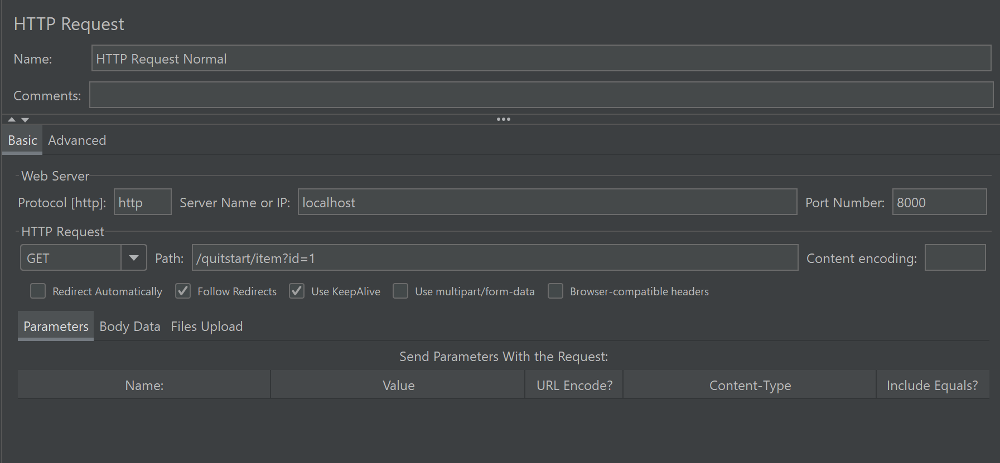 HTTP Request
Name: HTTP Request Normal
Comments:
Basic Advanced
Web Server
Protocol [http]: http Server Name or IP: localhost Port Number: 8000
HTTP Request
GET Path: /quitstart/item?id=1 Content encoding:
Redirect Automatically Follow Redirects Use KeepAlive Use multipart/form-data Browser-compatible headers
Parameters Body Data Files Upload
Send Parameters With the Request:
Name: Value URL Encode? Content-Type Include Equals?